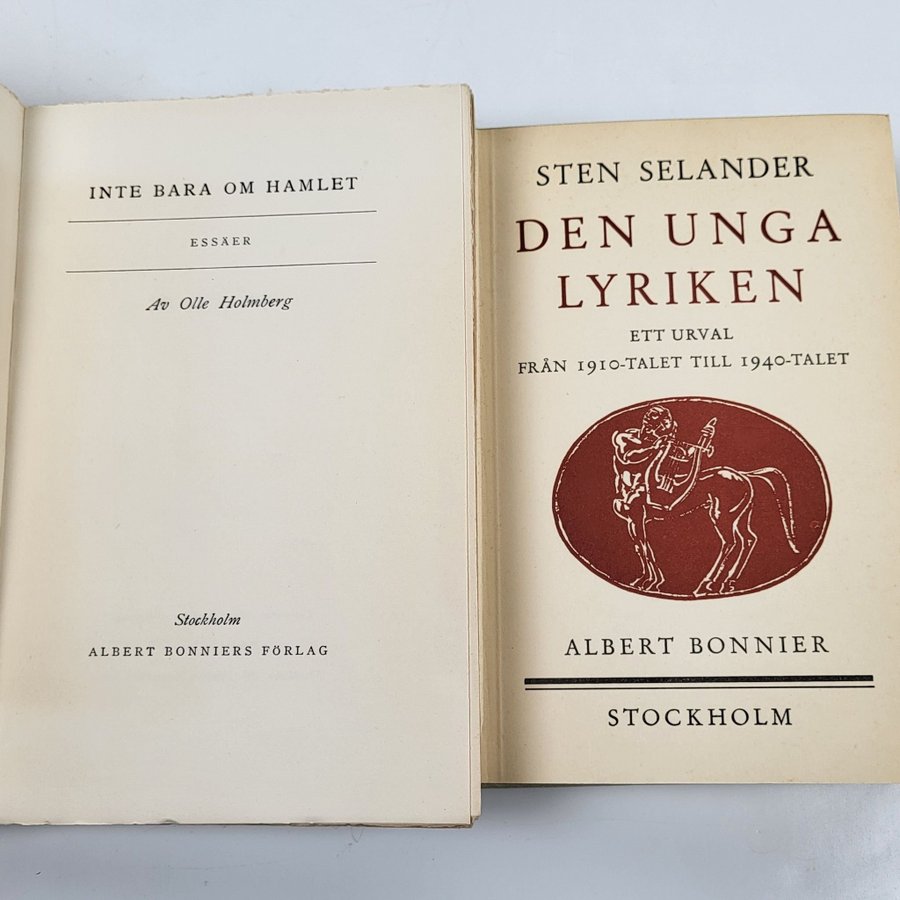 INTE BARA OM HAMLET
ESSÄER
Av Olle Holmberg
Stockholm
ALBERT BONNIERS FÖRLAG
STEN SELANDER
DEN UNGA
LYRIKEN
ETT URVAL
FRÅN 1910-TALET TILL 1940-TALET
ALBERT BONNIER
STOCKHOLM